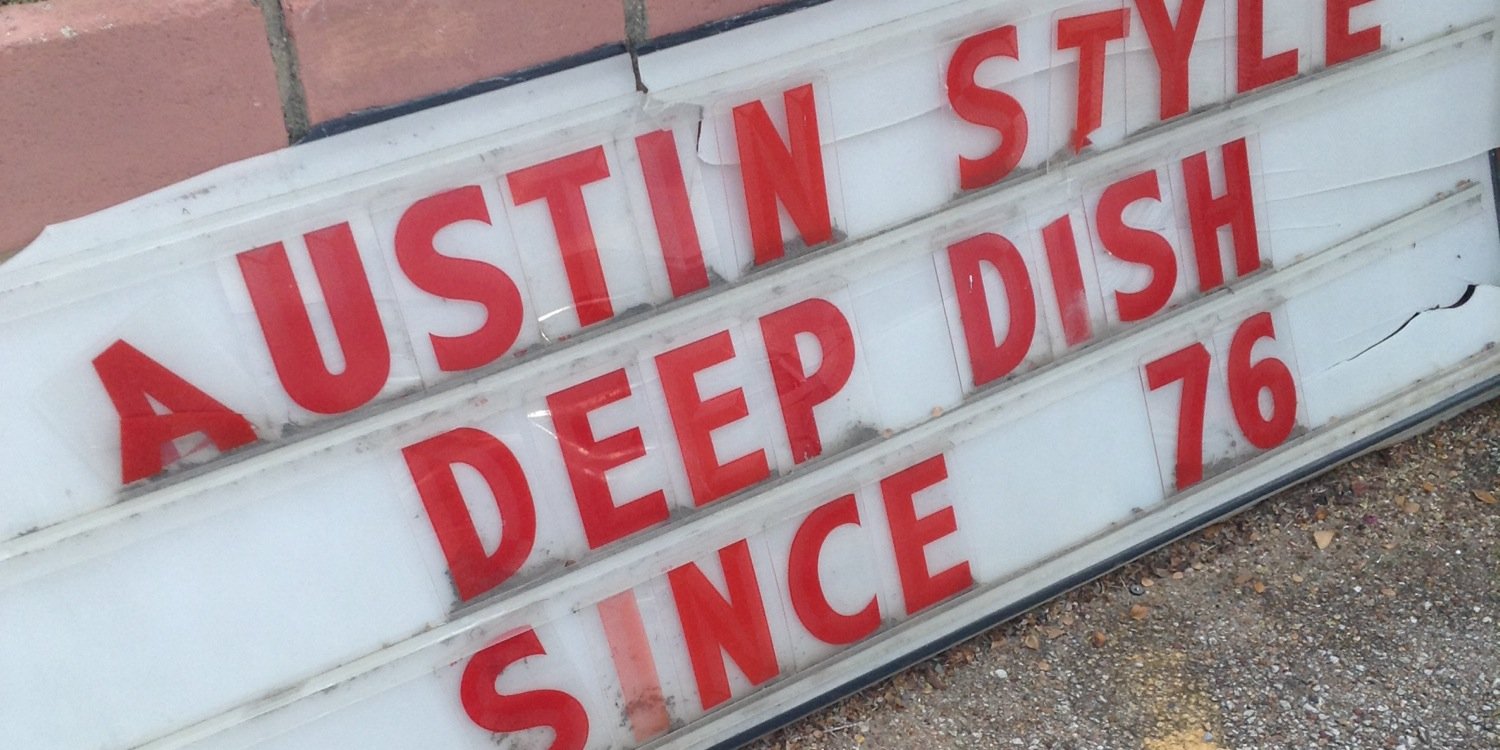 AUSTIN STYLE
DEEP DISH
SINCE 76